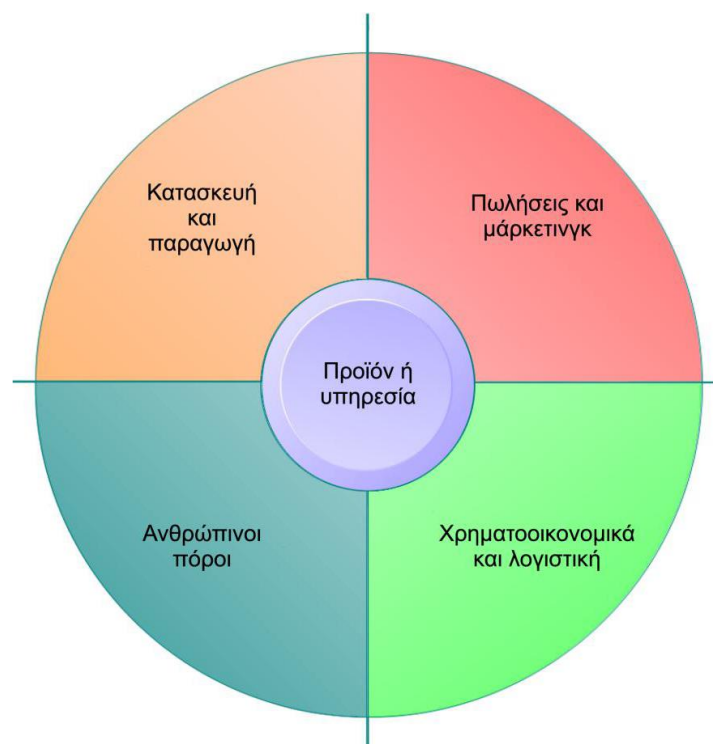 Κατασκευή
και
παραγωγή
Πωλήσεις και
μάρκετινγκ
Προϊόν ή
υπηρεσία
Ανθρώπινοι
πόροι
Χρηματοοικονομικά
και λογιστική